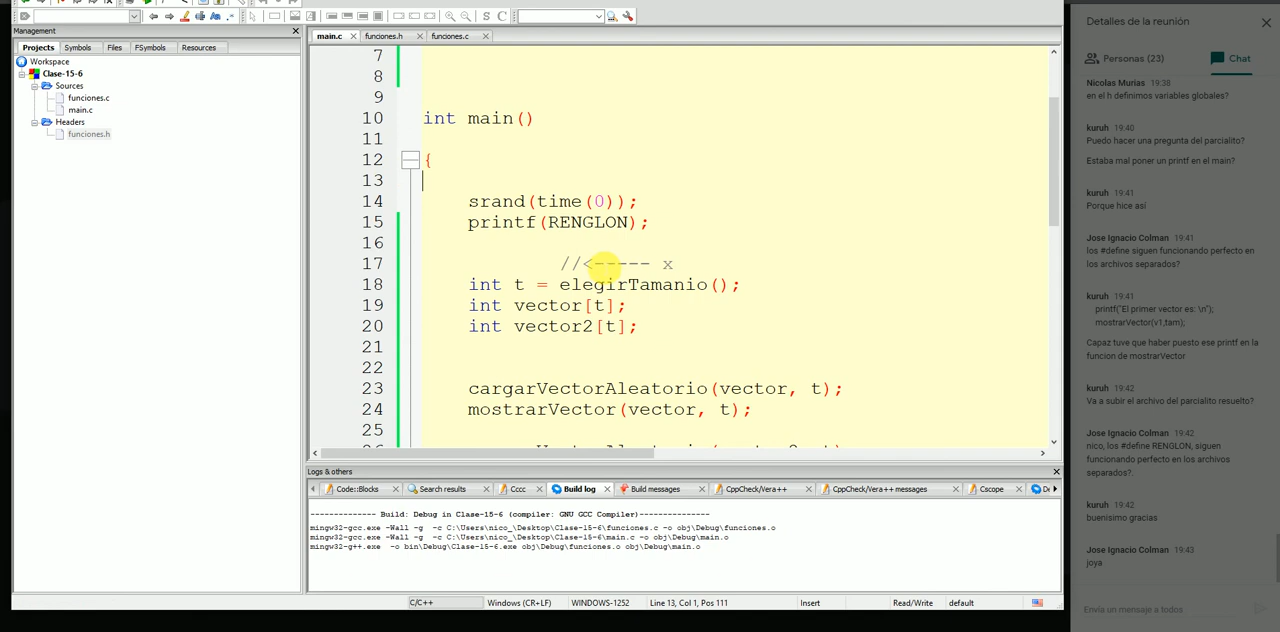 Management
Projects Symbols Files FSymbols Resources
Workspace
Clase-15-6
Sources
funciones.c
main.c
Headers
funciones.h
main.c funciones.h funciones.c
7
8
9
10 int main()
11
12 {
13
14 srand(time(0));
15 printf(RENGLON);
16
17 //<----- x
18 int t = elegirTamanio();
19 int vector[t];
20 int vector2[t];
21
22
23 cargarVectorAleatorio(vector, t);
24 mostrarVector(vector, t);
25
Logs & others
Code::Blocks Search results Cccc Build log Build messages CppCheck/Vera++ CppCheck/Vera++ messages Cscope
-------------- Build: Debug in Clase-15-6 (compiler: GNU GCC Compiler)---------------
mingw32-gcc.exe -Wall -g -c C:\Users\nico_\Desktop\Clase-15-6\funciones.c -o obj\Debug\funciones.o
mingw32-gcc.exe -Wall -g -c C:\Users\nico_\Desktop\Clase-15-6\main.c -o obj\Debug\main.o
mingw32-g++.exe -o bin\Debug\Clase-15-6.exe obj\Debug\funciones.o obj\Debug\main.o
C/C++ Windows (CR+LF) WINDOWS-1252 Line 13, Col 1, Pos 111 Insert Read/Write default
Detalles de la reunión
Personas (23) Chat
Nicolas Murias 19:38
en el h definimos variables globales?
kuruh 19:40
Puedo hacer una pregunta del parcialito?
Estaba mal poner un printf en el main?
kuruh 19:41
Porque hice así
Jose Ignacio Colman 19:41
los #define siguen funcionando perfecto en
los archivos separados?
kuruh 19:41
printf("El primer vector es: \n");
mostrarVector(v1,tam);
Capaz tuve que haber puesto ese printf en la
funcion de mostrarVector
kuruh 19:42
Va a subir el archivo del parcialito resuelto?
Jose Ignacio Colman 19:42
nico, los #define RENGLON, siguen
funcionando perfecto en los archivos
separados?
kuruh 19:42
buenisimo gracias
Jose Ignacio Colman 19:43
joya
Envía un mensaje a todos